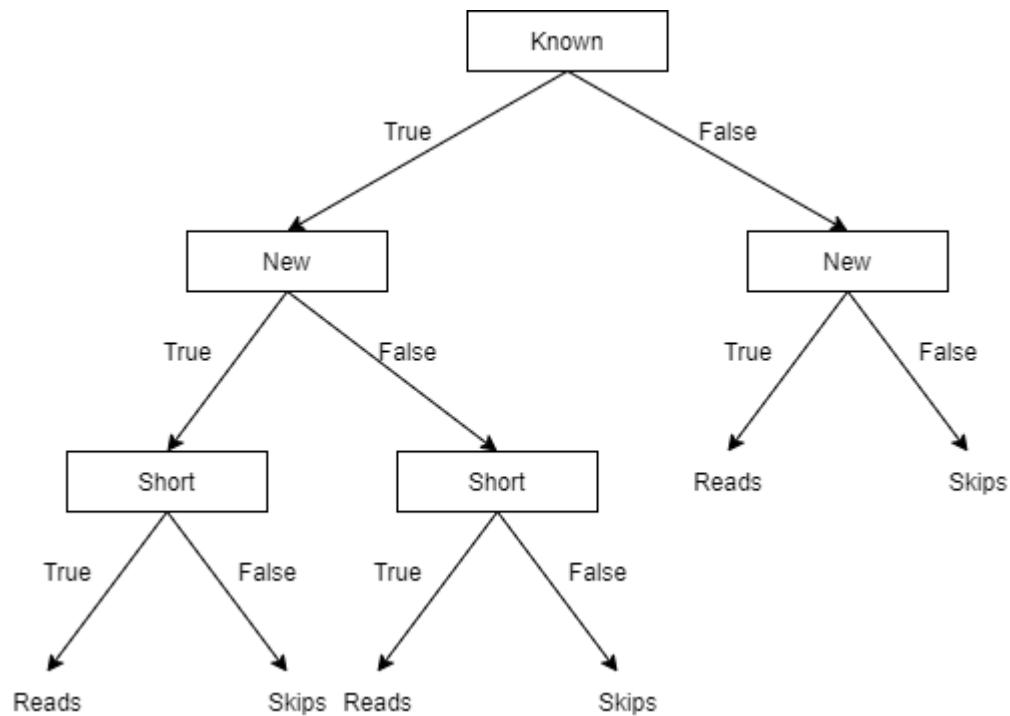 Known
True
False
New
New
True
False
True
False
Short
Short
Reads
Skips
True
False
True
False
Reads
Skips
Reads
Skips